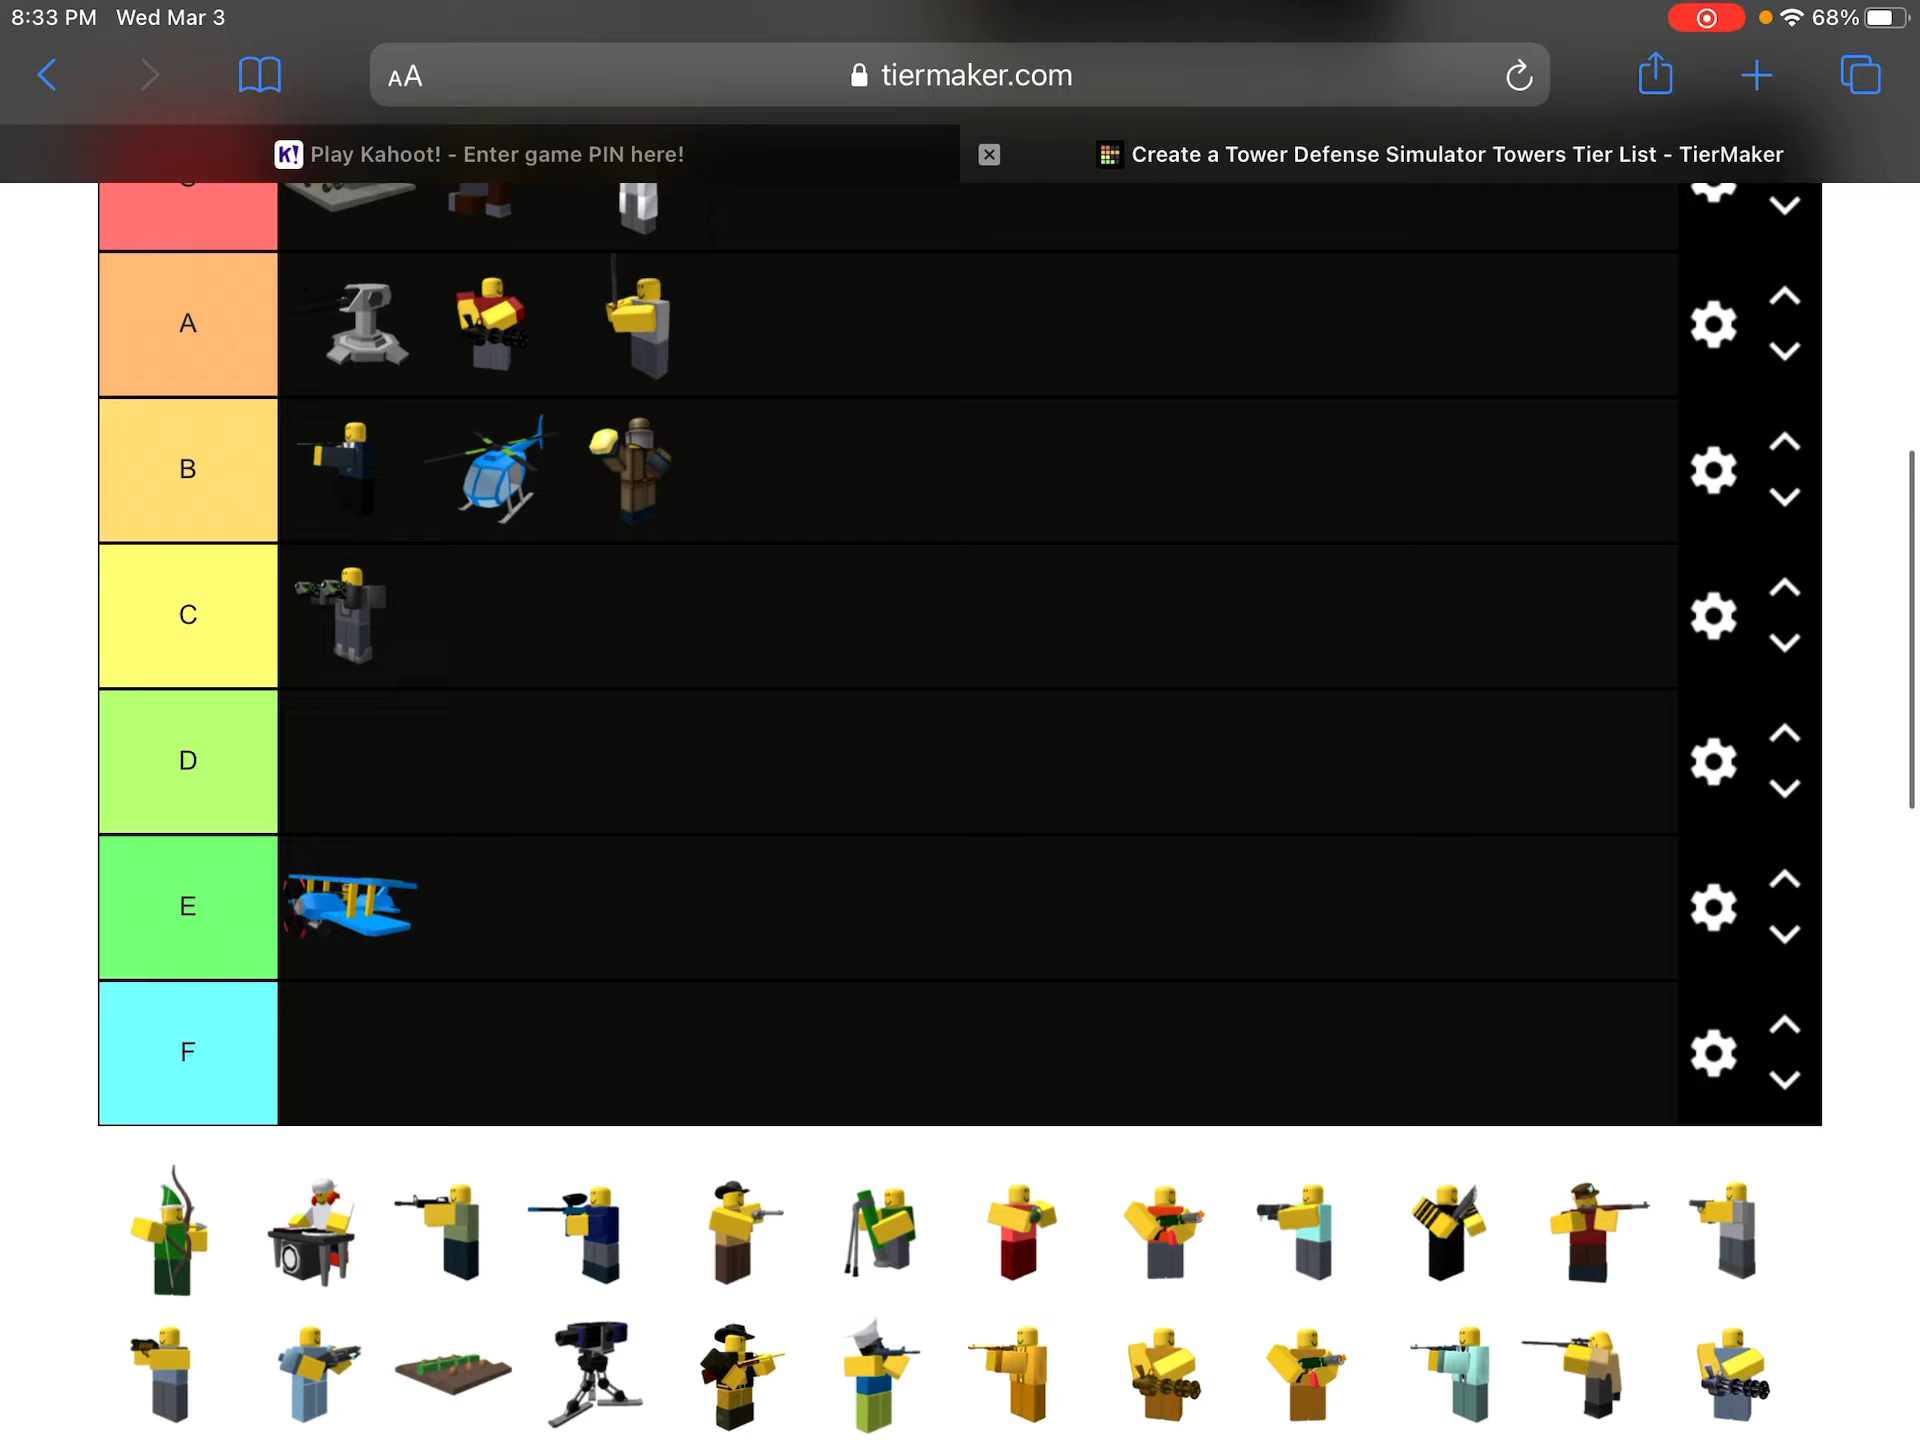 8:33 PM Wed Mar 3
68%
AA
tiermaker.com
K! Play Kahoot! - Enter game PIN here!
Create a Tower Defense Simulator Towers Tier List - TierMaker
A
B
C
D
E
F